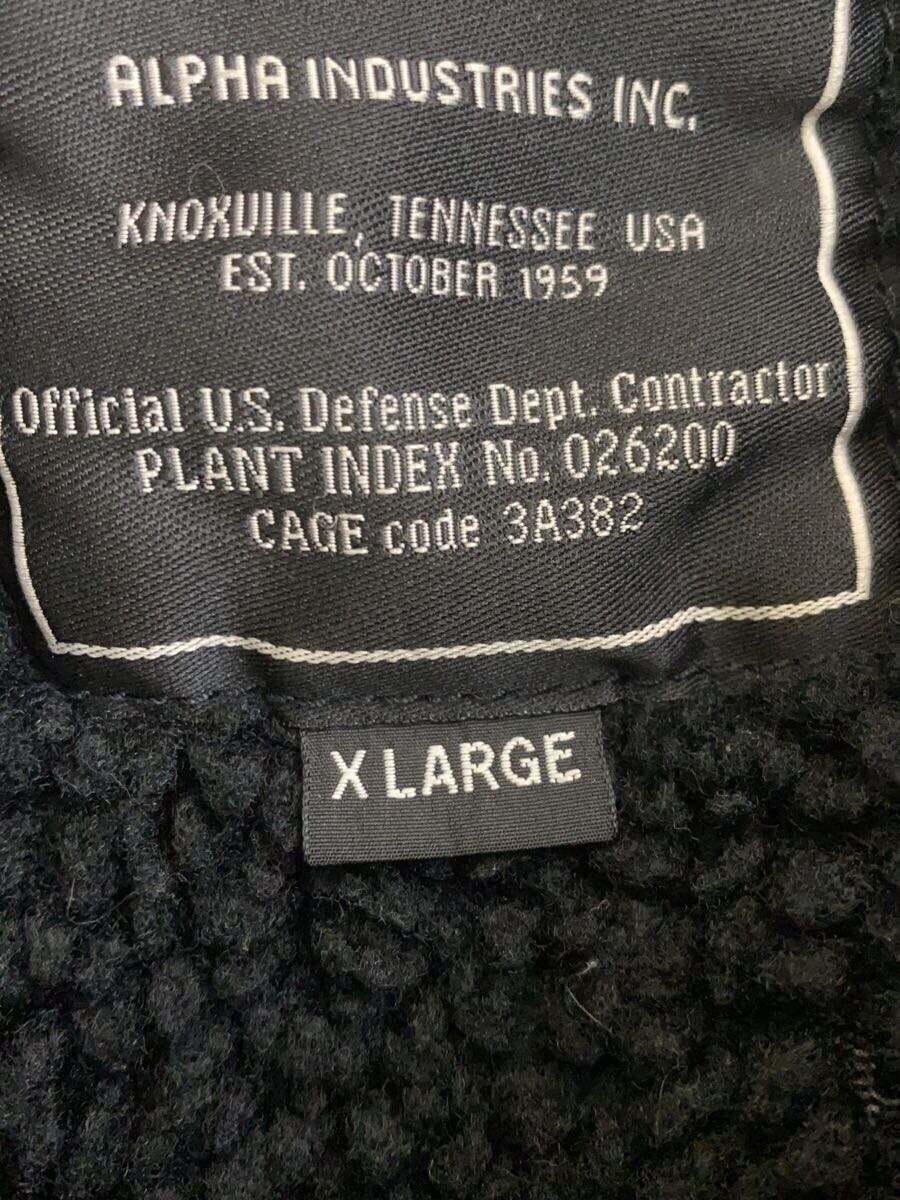 ALPHA INDUSTRIES INC.
KNOXVILLE, TENNESSEE USA
EST. OCTOBER 1959
Official U.S. Defense Dept. Contractor
PLANT INDEX No. 026200
CAGE code 3A382
X LARGE